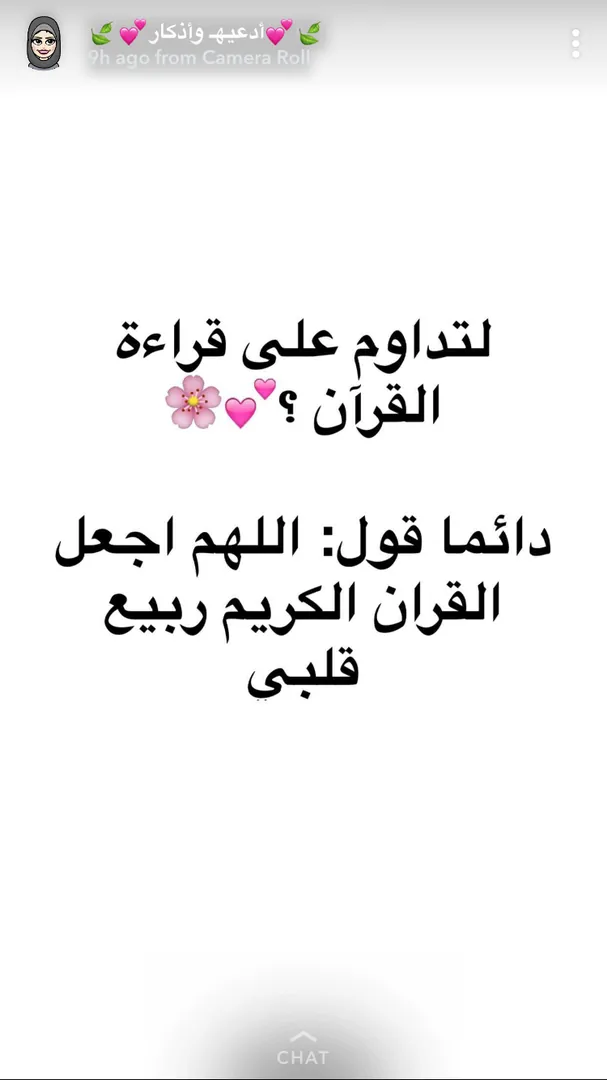 🍃💕أدعيهـ وأذكار 💕🍃
9h ago from Camera Roll
لتداوم على قراءة
القرآن ؟💕🌸
دائما قول: اللهم اجعل
القران الكريم ربيع
قلبي
CHAT